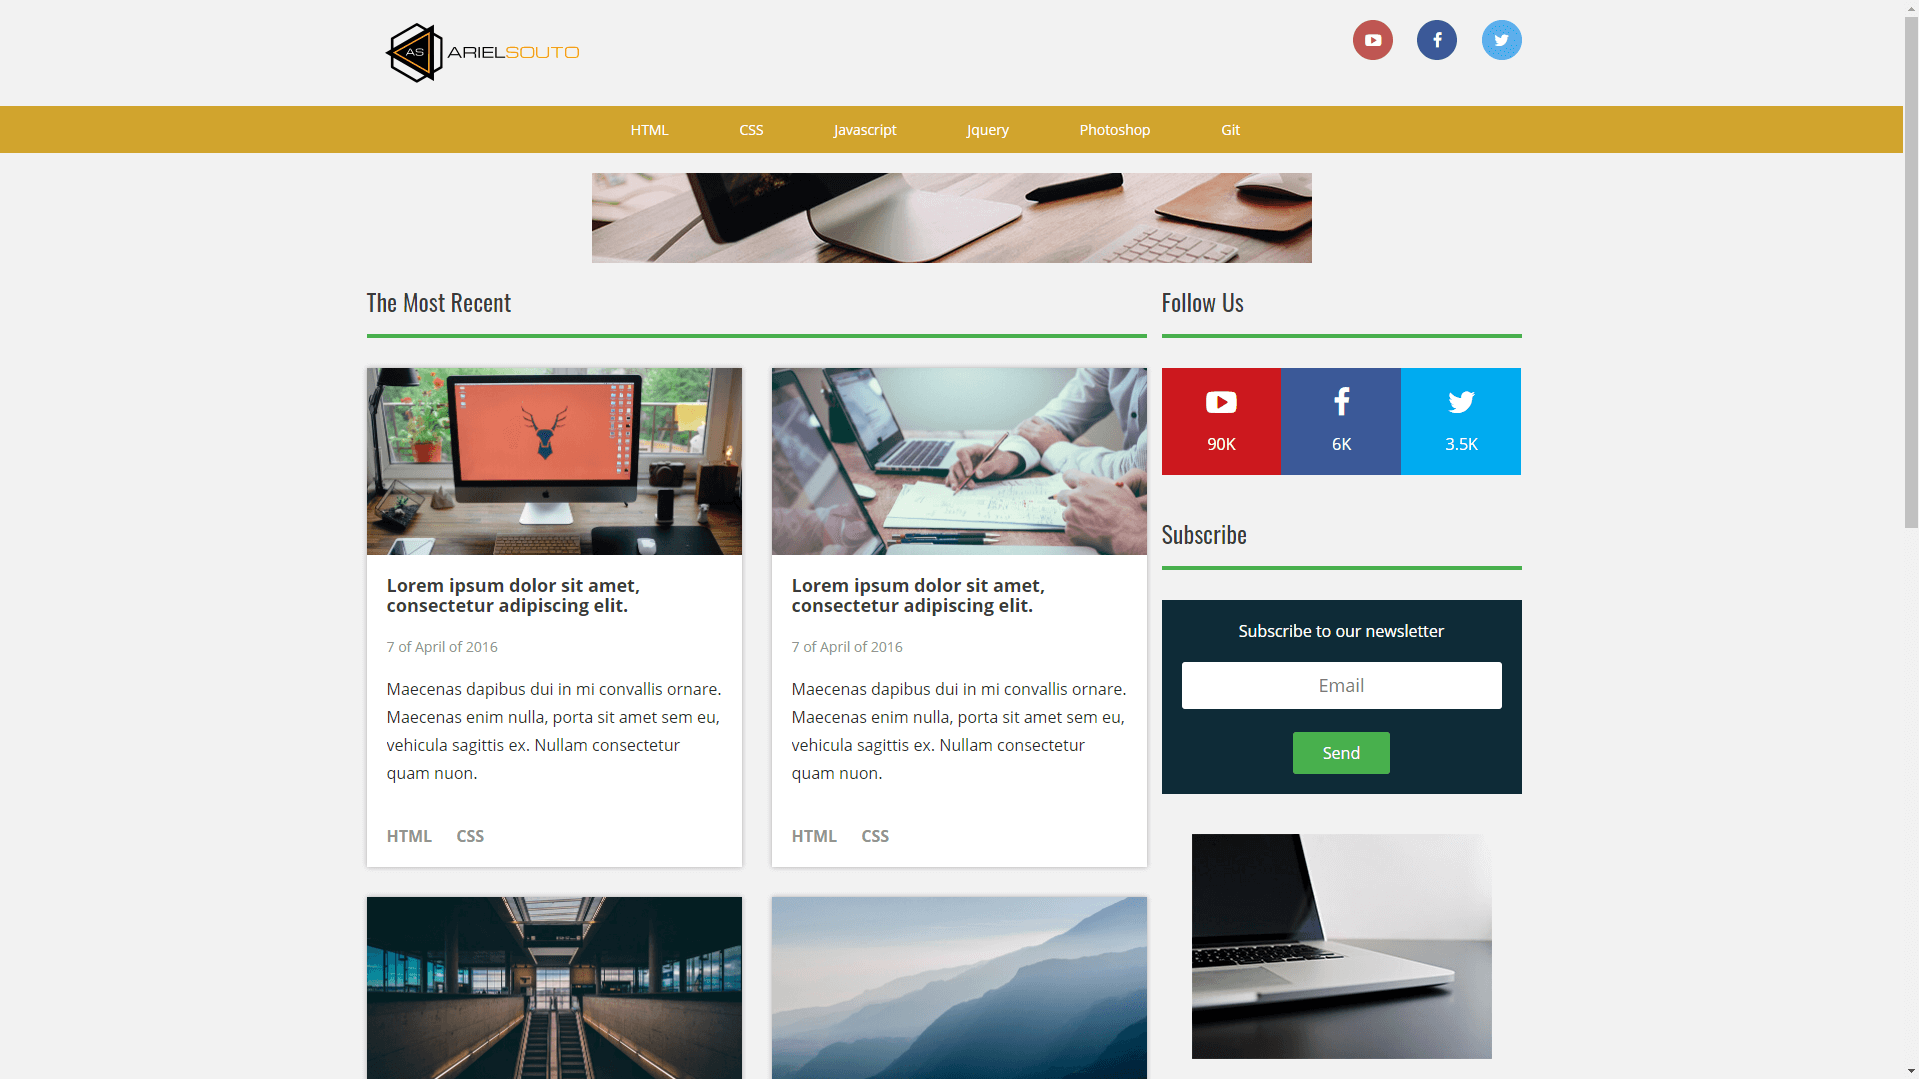 AS ARIELSOUTO
HTML CSS Javascript Jquery Photoshop Git
The Most Recent
Follow Us
90K 6K 3.5K
Subscribe
Subscribe to our newsletter
Email
Send
Lorem ipsum dolor sit amet,
consectetur adipiscing elit.
7 of April of 2016
Maecenas dapibus dui in mi convallis ornare.
Maecenas enim nulla, porta sit amet sem eu,
vehicula sagittis ex. Nullam consectetur
quam nuon.
HTML CSS
Lorem ipsum dolor sit amet,
consectetur adipiscing elit.
7 of April of 2016
Maecenas dapibus dui in mi convallis ornare.
Maecenas enim nulla, porta sit amet sem eu,
vehicula sagittis ex. Nullam consectetur
quam nuon.
HTML CSS